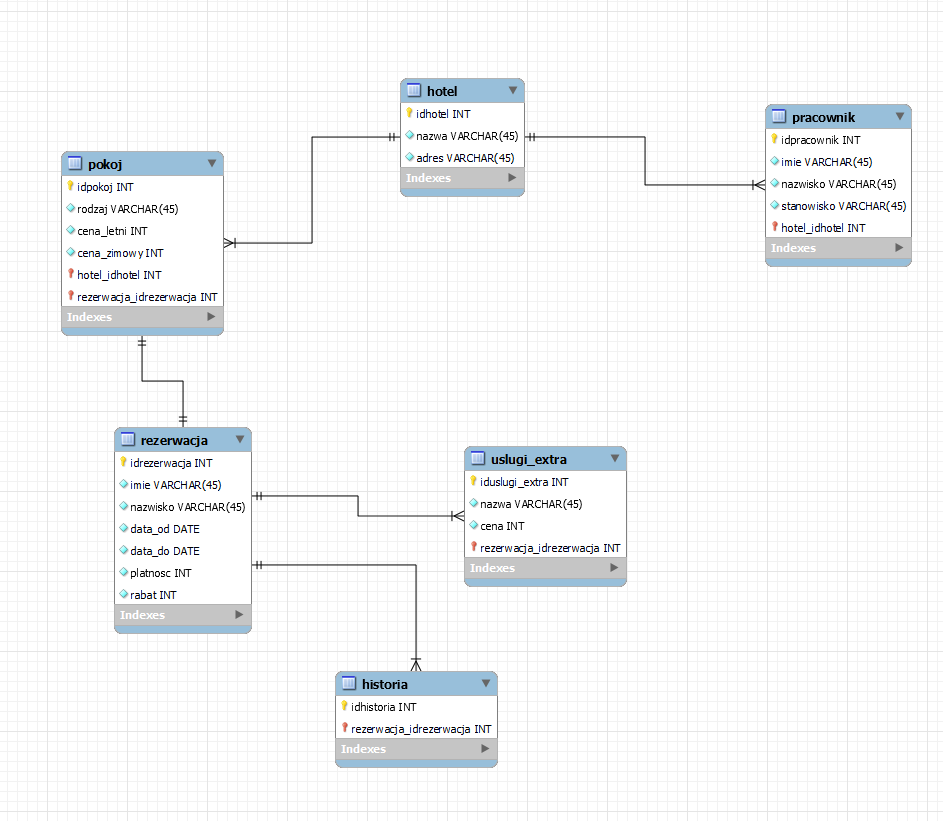 hotel
idhotel INT
nazwa VARCHAR(45)
adres VARCHAR(45)
Indexes
pracownik
idpracownik INT
imie VARCHAR(45)
nazwisko VARCHAR(45)
stanowisko VARCHAR(45)
hotel_idhotel INT
Indexes
pokoj
idpokoj INT
rodzaj VARCHAR(45)
cena_letni INT
cena_zimowy INT
hotel_idhotel INT
rezerwacja_idrezerwacja INT
Indexes
rezerwacja
idrezerwacja INT
imie VARCHAR(45)
nazwisko VARCHAR(45)
data_od DATE
data_do DATE
platnosc INT
rabat INT
Indexes
uslugi_extra
iduslugi_extra INT
nazwa VARCHAR(45)
cena INT
rezerwacja_idrezerwacja INT
Indexes
historia
idhistoria INT
rezerwacja_idrezerwacja INT
Indexes